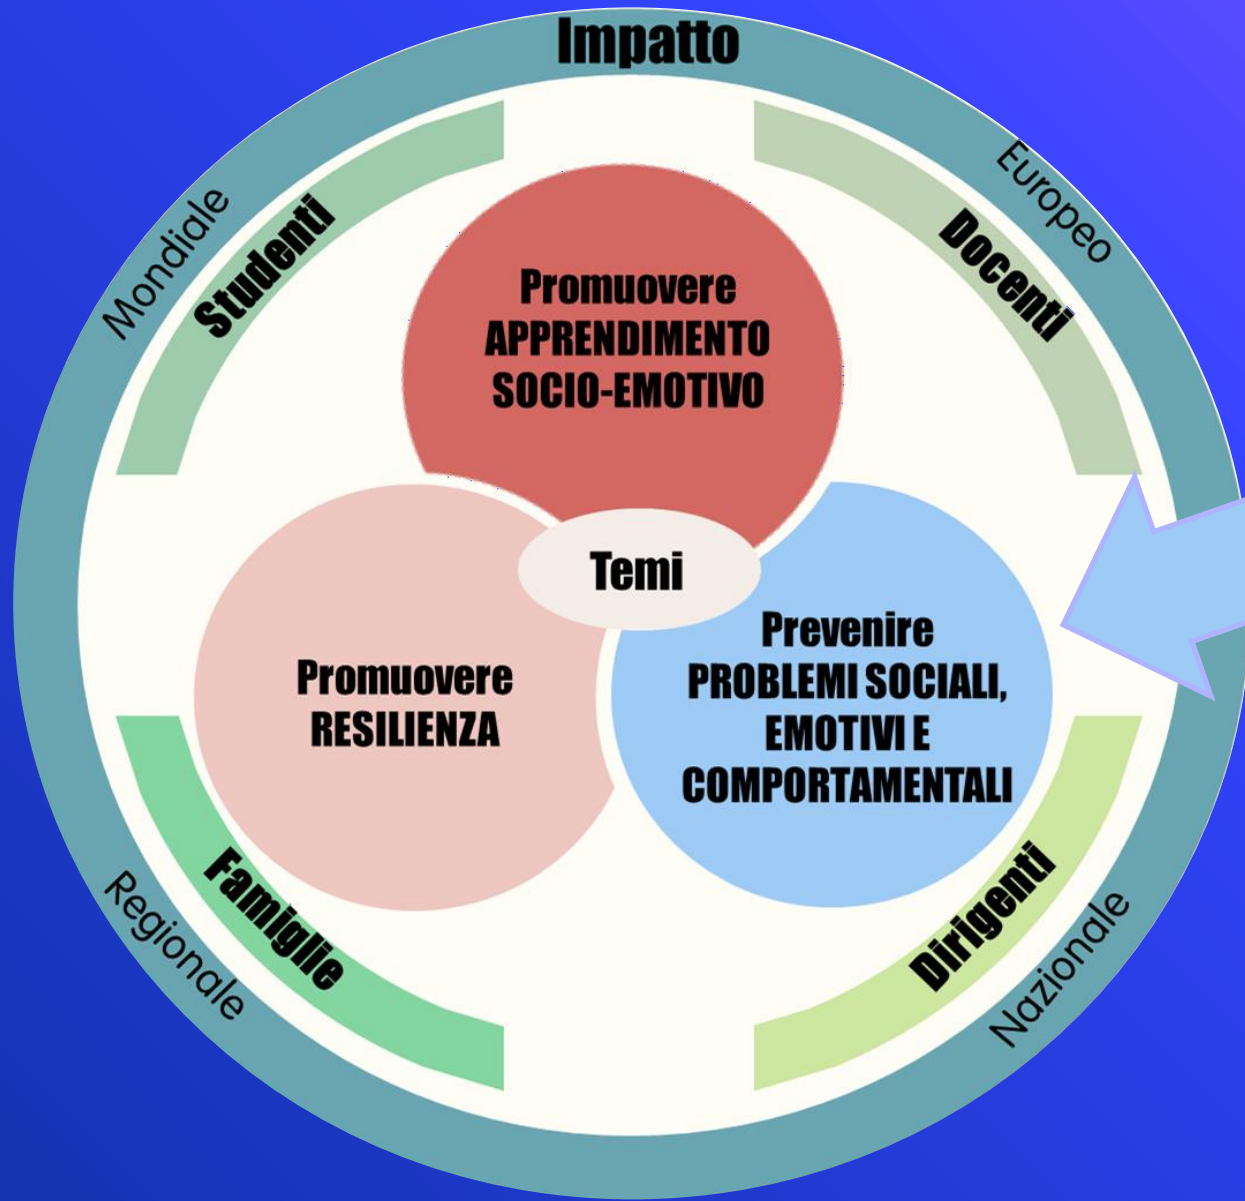 Impatto
Mondiale
Europeo
Studenti
Docenti
Promuovere
APPRENDIMENTO
SOCIO-EMOTIVO
Temi
Promuovere
RESILIENZA
Prevenire
PROBLEMI SOCIALI,
EMOTIVI E
COMPORTAMENTALI
Famiglie
Dirigenti
Regionale
Nazionale